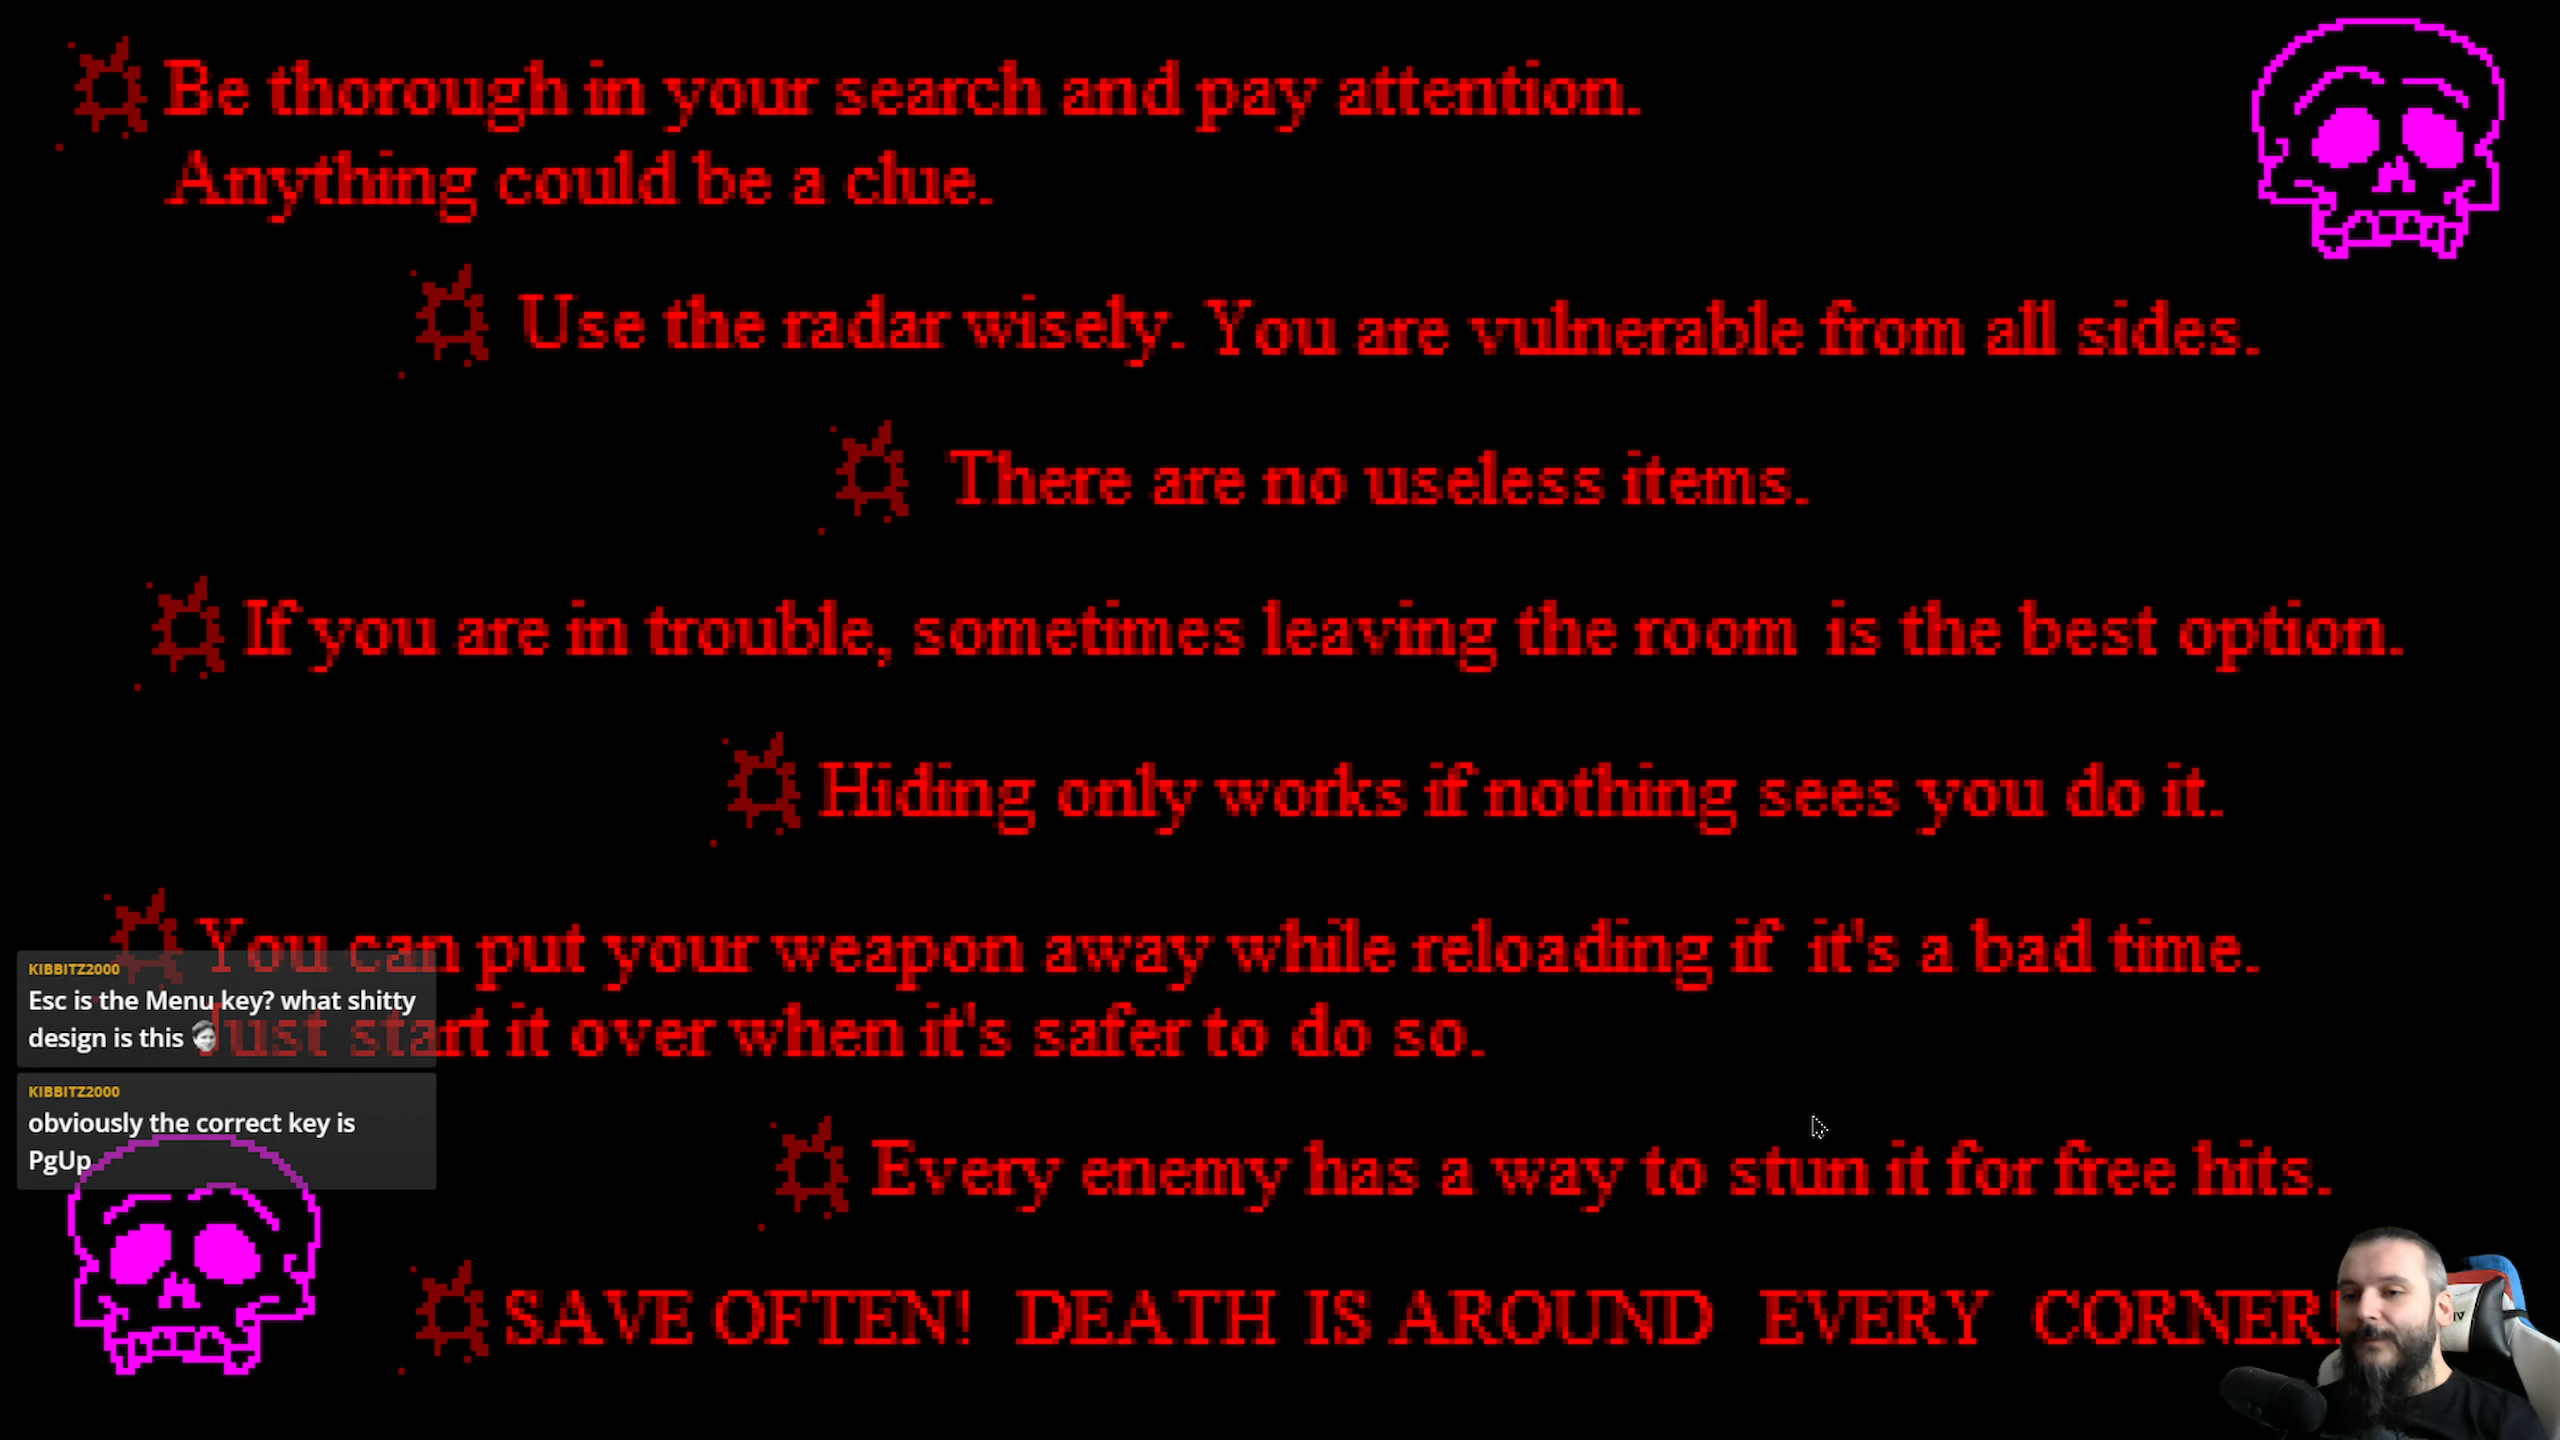 Be thorough in your search and pay attention.
Anything could be a clue.
Use the radar wisely. You are vulnerable from all sides.
There are no useless items.
If you are in trouble, sometimes leaving the room is the best option.
Hiding only works if nothing sees you do it.
You can put your weapon away while reloading if it's a bad time.
Just start it over when it's safer to do so.
KIBBITZ2000
Esc is the Menu key? what shitty
design is this
KIBBITZ2000
obviously the correct key is
PgUp
Every enemy has a way to stun it for free hits.
SAVE OFTEN! DEATH IS AROUND EVERY CORNER!